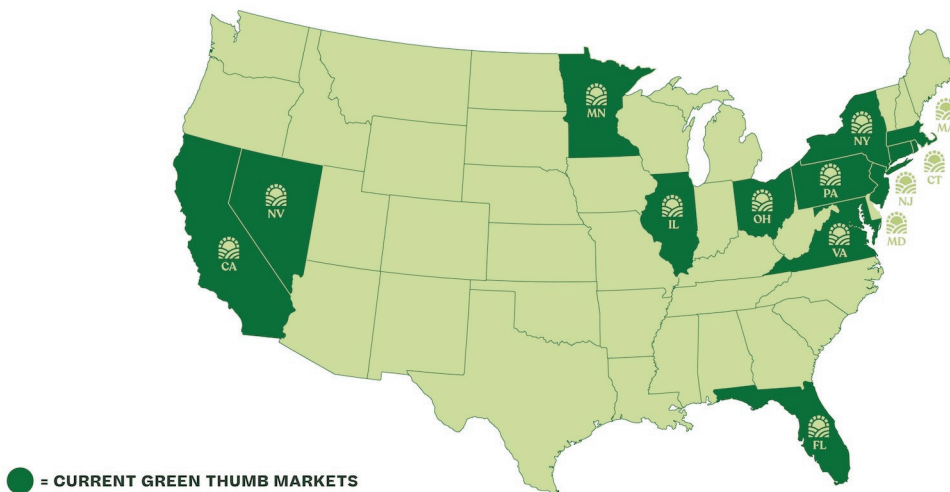 MN
NY
MA
CT
NV
PA
NJ
IL
OH
MD
CA
VA
FL
= CURRENT GREEN THUMB MARKETS